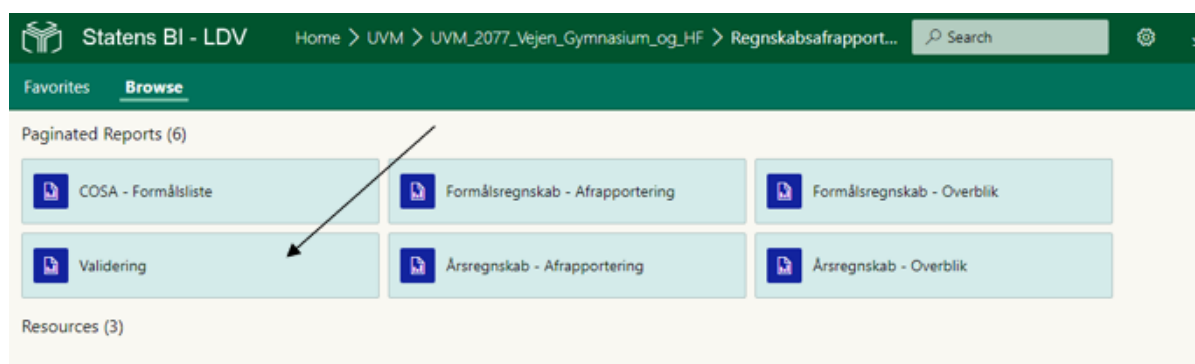 Statens BI - LDV Home > UVM > UVM_2077_Vejen_Gymnasium_og_HF > Regnskabsafrapport... Search
Favorites Browse
Paginated Reports (6)
COSA - Formålsliste Formålsregnskab - Afrapportering Formålsregnskab - Overblik
Validering Årsregnskab - Afrapportering Årsregnskab - Overblik
Resources (3)